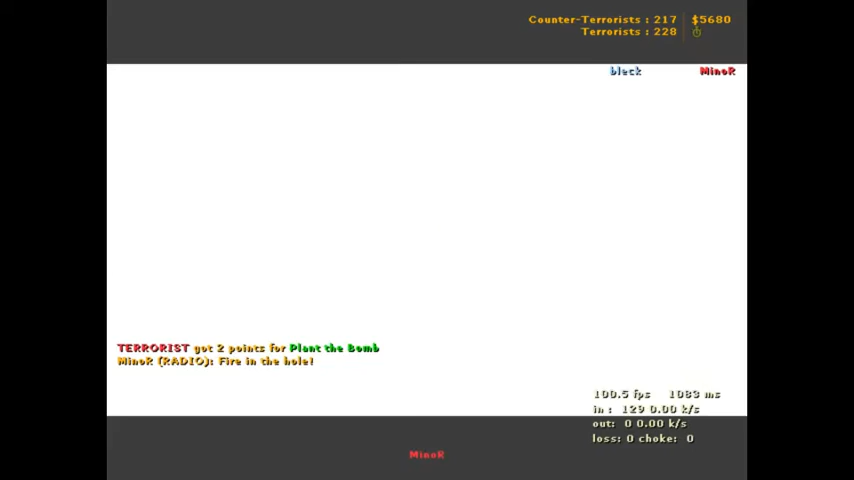 Counter-Terrorists : 217 $5680
Terrorists : 228
bleck MinoR
TERRORIST got 2 points for Plant the Bomb
MinoR (RADIO): Fire in the hole!
100.5 fps 1083 ms
in : 129 0.00 k/s
out: 0 0.00 k/s
loss: 0 choke: 0
MinoR